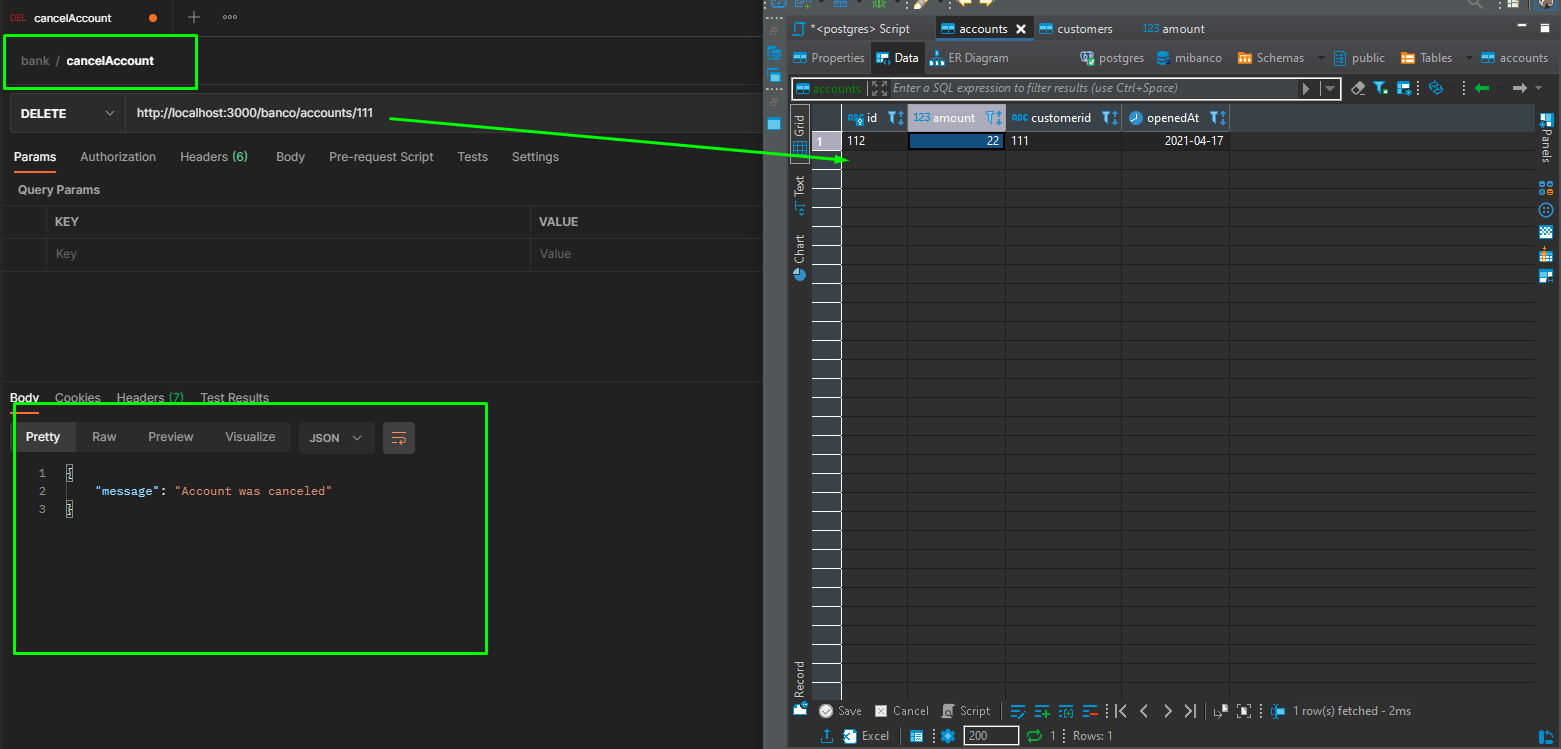 DEL cancelAccount
bank / cancelAccount
DELETE
http://localhost:3000/banco/accounts/111
Params Authorization Headers (6) Body Pre-request Script Tests Settings
Query Params
KEY VALUE
Key Value
Body Cookies Headers (7) Test Results
Pretty Raw Preview Visualize JSON
1 {
2 "message": "Account was canceled"
3 }
*<postgres> Script accounts customers 123 amount
Properties Data ER Diagram postgres mibanco Schemas public Tables accounts
accounts Enter a SQL expression to filter results (use Ctrl+Space)
Grid
Text
Chart
Record
Panels
ABC id 123 amount ABC customerid openedAt
1 112 22 111 2021-04-17
Save Cancel Script 1 row(s) fetched - 2ms
Excel 200 1 Rows: 1